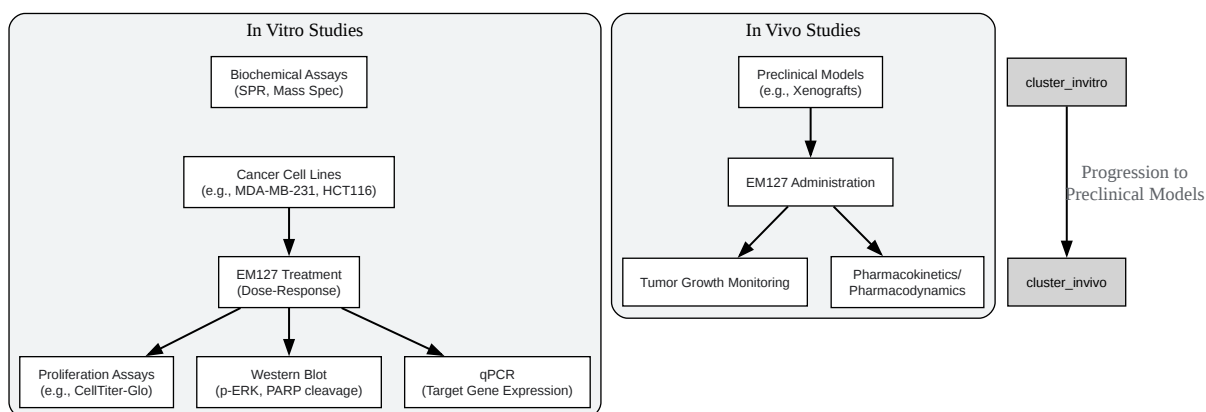 In Vitro Studies
Biochemical Assays
(SPR, Mass Spec)
Cancer Cell Lines
(e.g., MDA-MB-231, HCT116)
EM127 Treatment
(Dose-Response)
Proliferation Assays
(e.g., CellTiter-Glo)
Western Blot
(p-ERK, PARP cleavage)
qPCR
(Target Gene Expression)
In Vivo Studies
Preclinical Models
(e.g., Xenografts)
EM127 Administration
Tumor Growth Monitoring
Pharmacokinetics/
Pharmacodynamics
cluster_invitro
Progression to
Preclinical Models
cluster_invivo